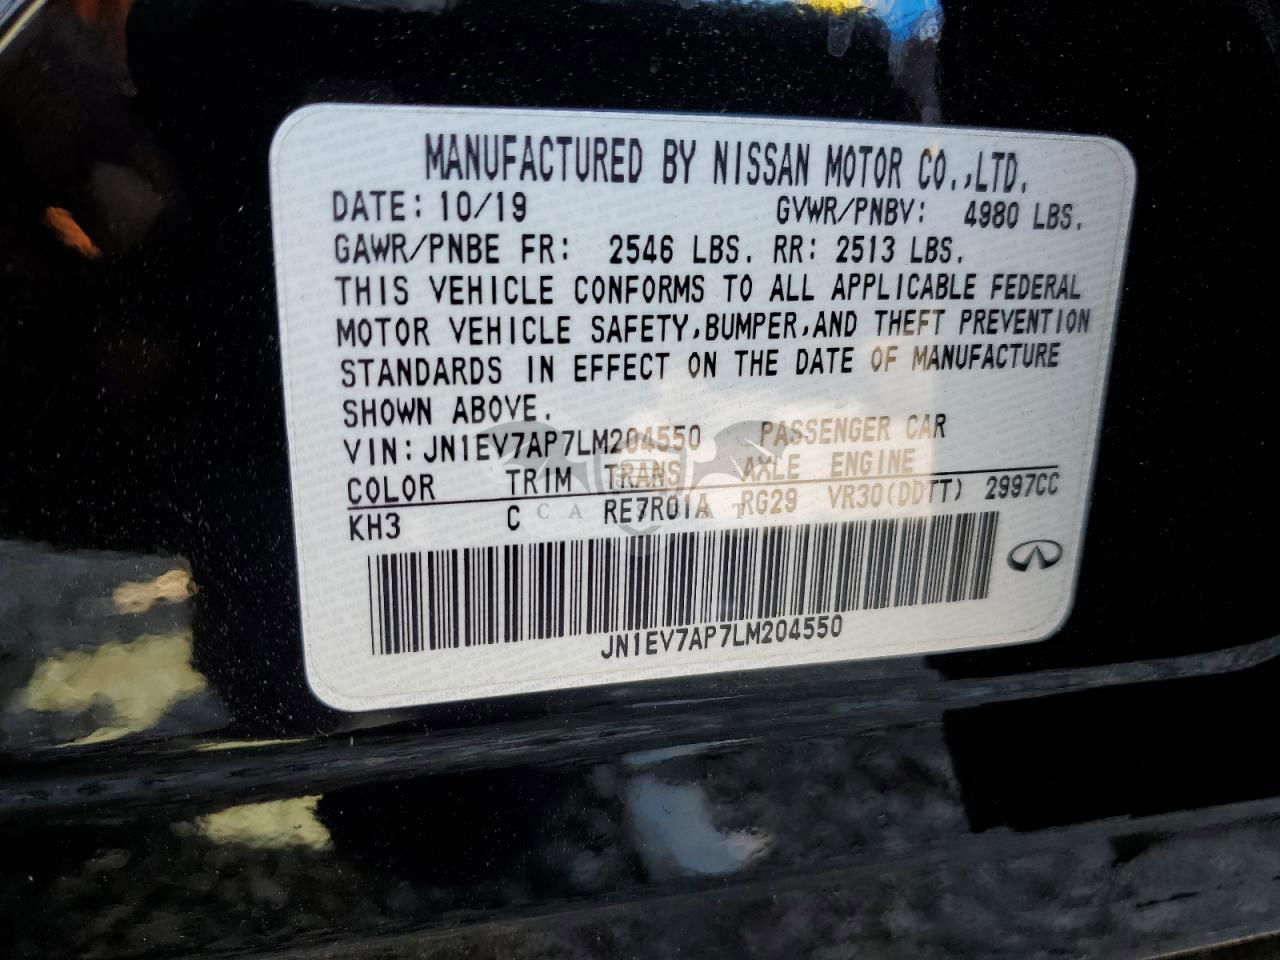 MANUFACTURED BY NISSAN MOTOR CO.,LTD.
DATE: 10/19 GVWR/PNBV: 4980 LBS.
GAWR/PNBE FR: 2546 LBS. RR: 2513 LBS.
THIS VEHICLE CONFORMS TO ALL APPLICABLE FEDERAL
MOTOR VEHICLE SAFETY,BUMPER,AND THEFT PREVENTION
STANDARDS IN EFFECT ON THE DATE OF MANUFACTURE
SHOWN ABOVE.
VIN: JN1EV7AP7LM204550 PASSENGER CAR
COLOR TRIM TRANS AXLE ENGINE
KH3 C RE7R01A RG29 VR30(DDTT) 2997CC
JN1EV7AP7LM204550